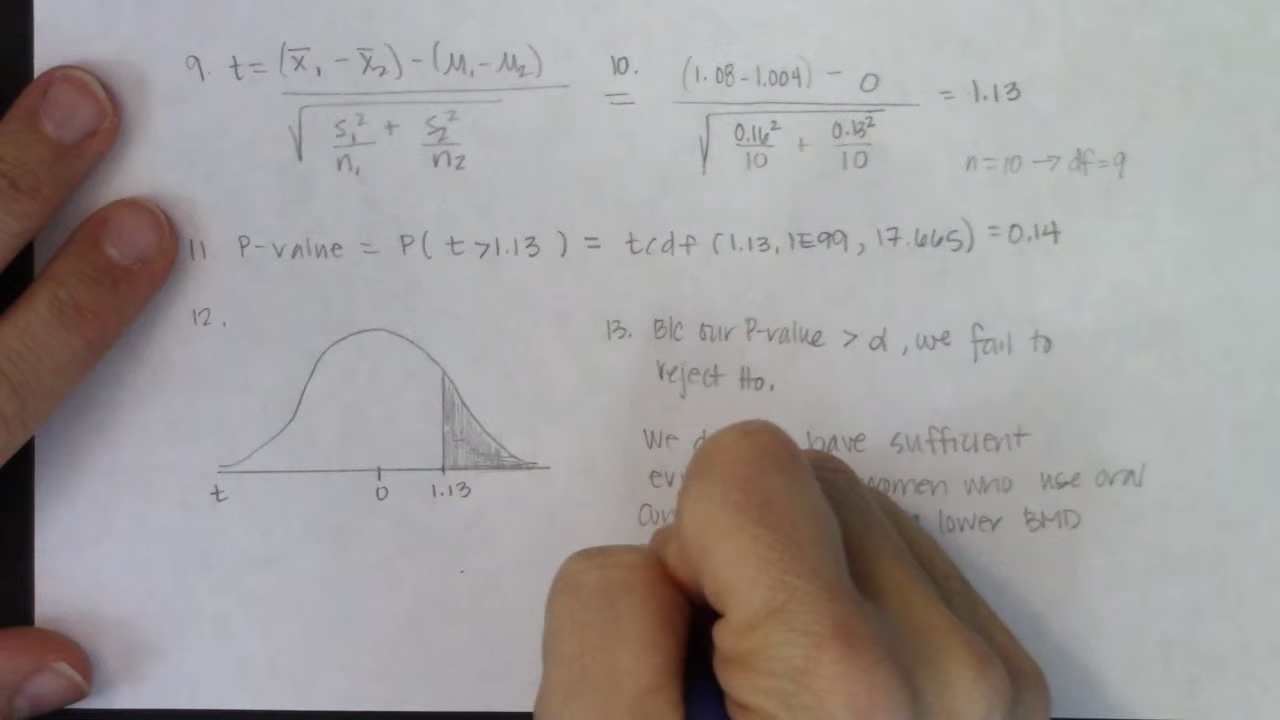 9. t = (x̄₁ - x̄₂) - (μ₁ - μ₂) / √(s₁²/n₁ + s₂²/n₂)
10. = (1.08 - 1.004) - 0 / √(0.16²/10 + 0.13²/10) = 1.13
n = 10 → df = 9
11 P-value = P( t > 1.13 ) = tcdf (1.13, 1E99, 17.665) = 0.14
12.
t 0 1.13
13. B/c our P-value > α, we fail to
reject Ho.
We have sufficient
women who use oral
lower BMD